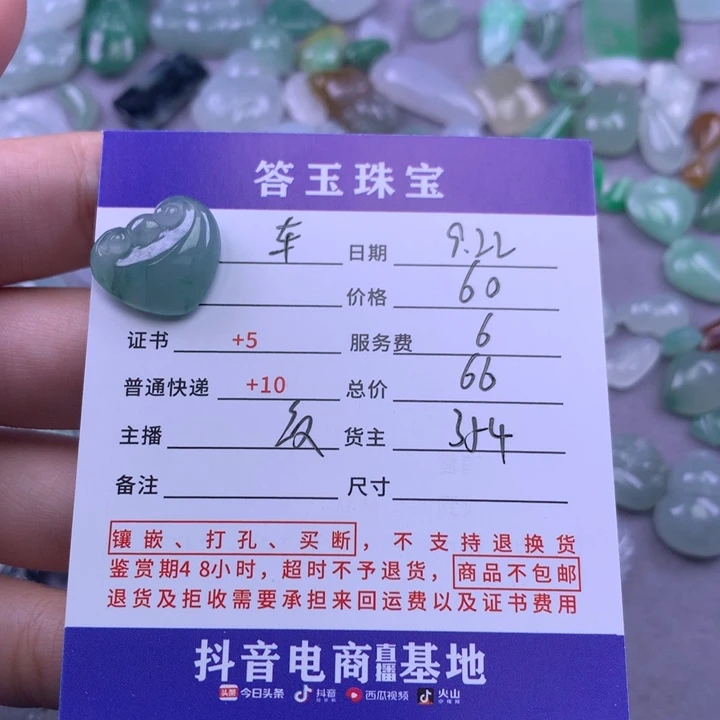 答玉珠宝
车 日期 9.22
价格 60
证书 +5 服务费 6
普通快递 +10 总价 66
主播 货主 354
备注 尺寸
镶嵌、打孔、买断，不支持退换货
鉴赏期48小时，超时不予退货，商品不包邮
退货及拒收需要承担来回运费以及证书费用
抖音电商直播基地
头条 今日头条 抖音 西瓜视频 火山